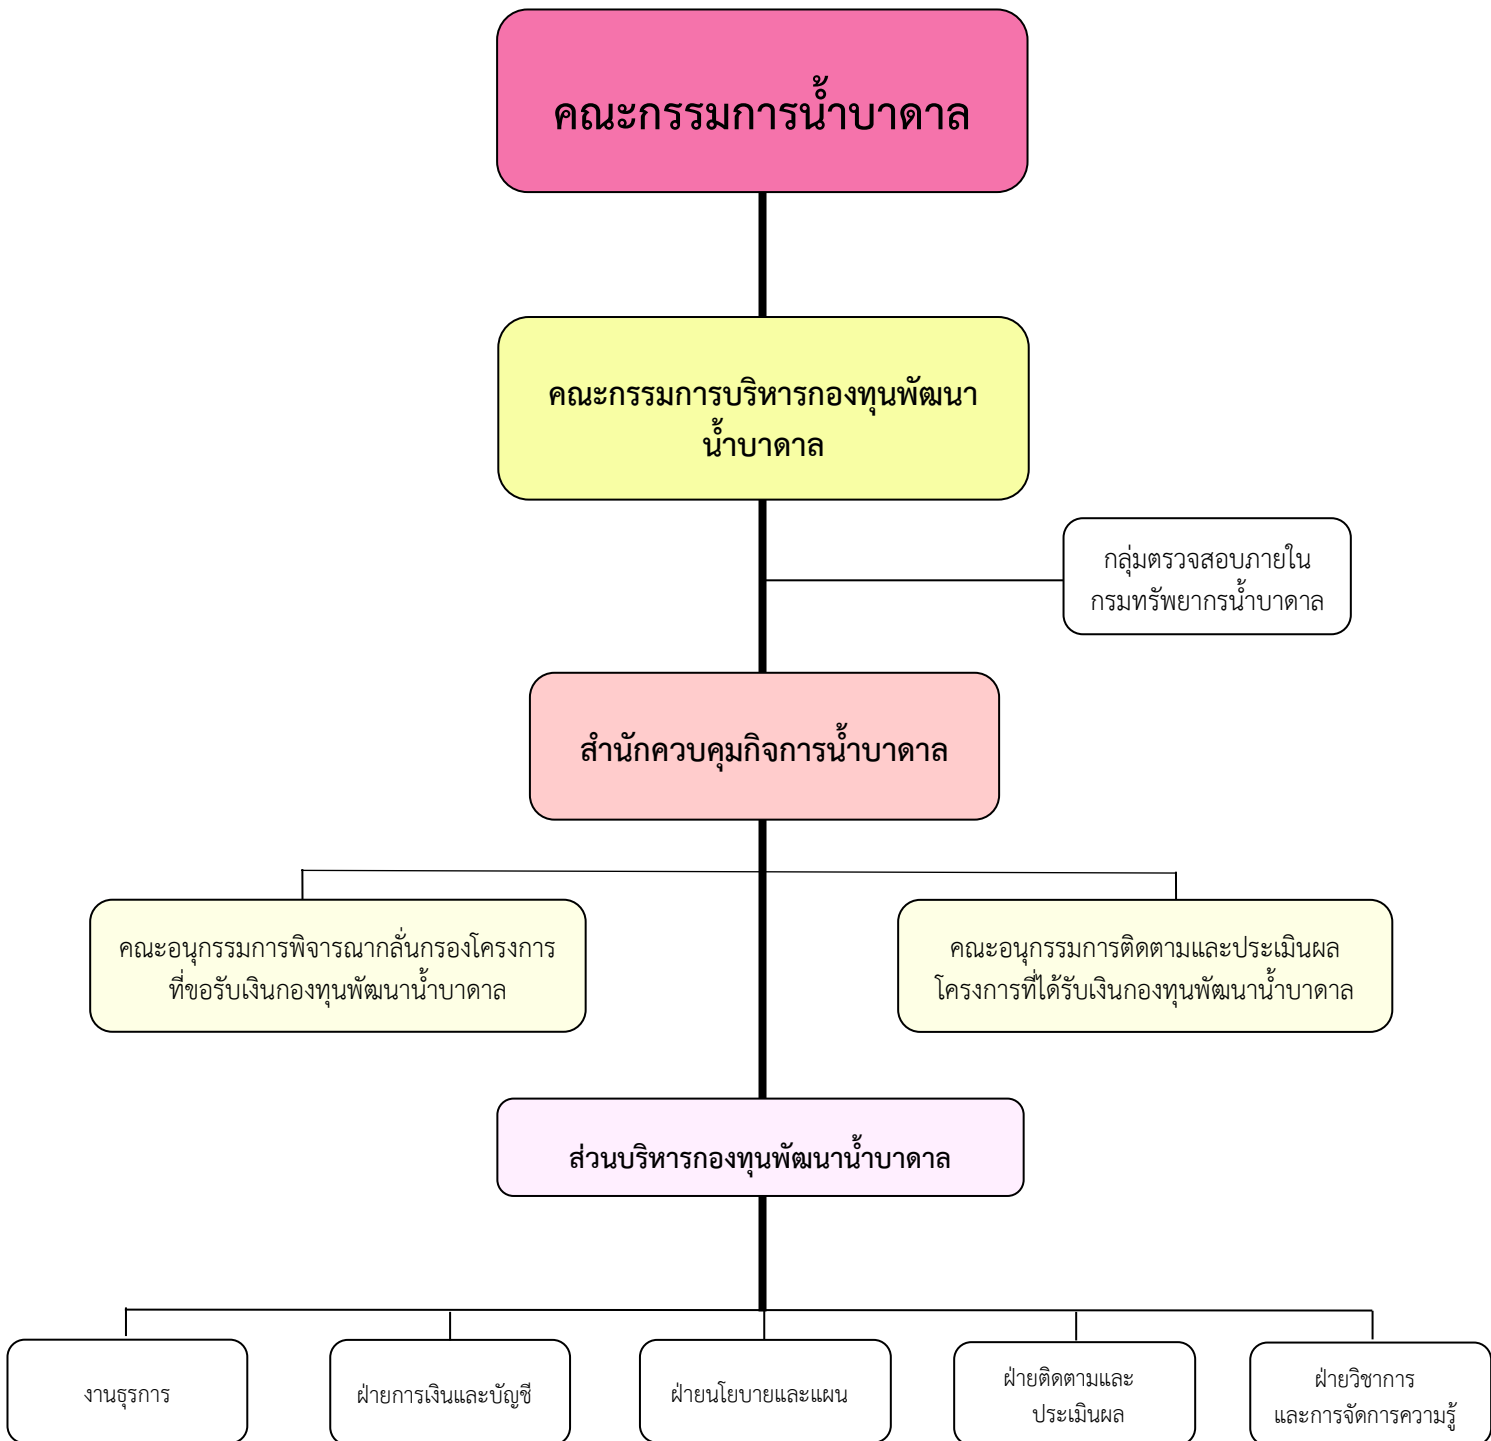 คณะกรรมการน้ำบาดาล
คณะกรรมการบริหารกองทุนพัฒนา
น้ำบาดาล
กลุ่มตรวจสอบภายใน
กรมทรัพยากรน้ำบาดาล
สำนักควบคุมกิจการน้ำบาดาล
คณะอนุกรรมการพิจารณากลั่นกรองโครงการ
ที่ขอรับเงินกองทุนพัฒนาน้ำบาดาล
คณะอนุกรรมการติดตามและประเมินผล
โครงการที่ได้รับเงินกองทุนพัฒนาน้ำบาดาล
ส่วนบริหารกองทุนพัฒนาน้ำบาดาล
งานธุรการ
ฝ่ายการเงินและบัญชี
ฝ่ายนโยบายและแผน
ฝ่ายติดตามและ
ประเมินผล
ฝ่ายวิชาการ
และการจัดการความรู้